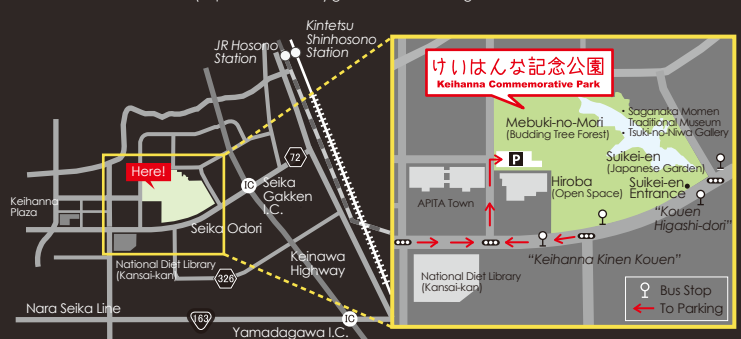 Kintetsu
Shinhosono
Station
JR Hosono
Station
72
Here!
IC
Seika
Gakken
I.C.
Keihanna
Plaza
Seika Odori
National Diet Library
(Kansai-kan)
326
Keinawa
Highway
Nara Seika Line
163
IC
Yamadagawa I.C.
けいはんな記念公園
Keihanna Commemorative Park
Mebuki-no-Mori
(Budding Tree Forest)
・Saganaka Momen
Traditional Museum
・Tsuki-no-Niwa Gallery
P
Suikei-en
(Japanese Garden)
APITA Town
Hiroba
(Open Space)
Suikei-en
Entrance
"Kouen
Higashi-dori"
"Keihanna Kinen Kouen"
National Diet Library
(Kansai-kan)
Bus Stop
To Parking